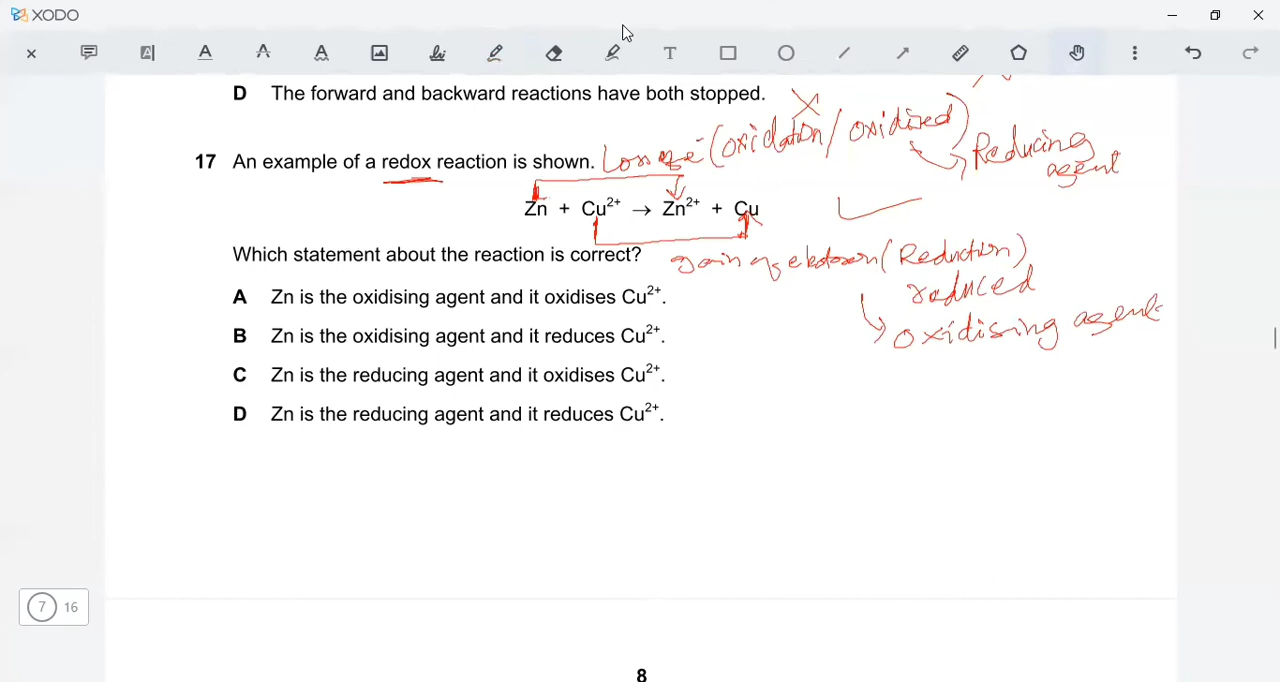 XODO
D The forward and backward reactions have both stopped.
17 An example of a redox reaction is shown. Loss of e⁻ (oxidation / oxidized)
Reducing
agent
Zn + Cu²⁺ → Zn²⁺ + Cu
Which statement about the reaction is correct?
gain of electron (Reduction)
reduced
oxidising agent
A Zn is the oxidising agent and it oxidises Cu²⁺.
B Zn is the oxidising agent and it reduces Cu²⁺.
C Zn is the reducing agent and it oxidises Cu²⁺.
D Zn is the reducing agent and it reduces Cu²⁺.
7 16
8